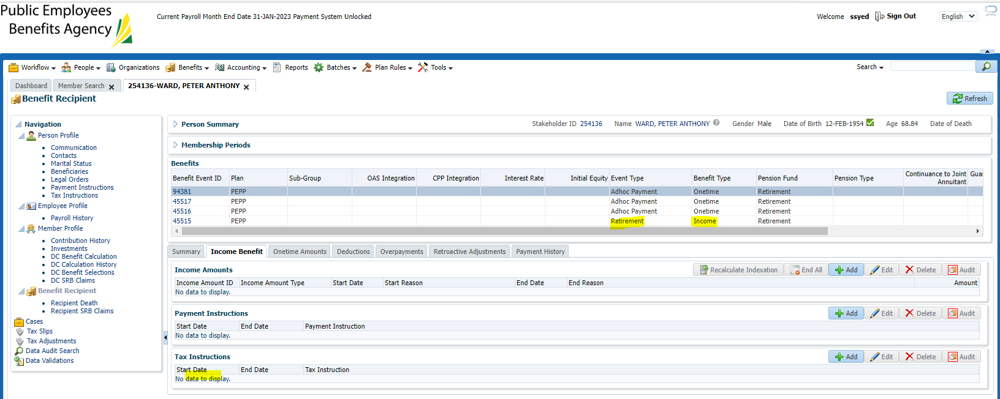 Public Employees
Benefits Agency
Current Payroll Month End Date 31-JAN-2023 Payment System Unlocked
Welcome ssyed Sign Out English
Workflow People Organizations Benefits Accounting Reports Batches Plan Rules Tools Search
Dashboard Member Search 254136-WARD, PETER ANTHONY
Benefit Recipient Refresh
Navigation
Person Profile
Communication
Contacts
Marital Status
Beneficiaries
Legal Orders
Payment Instructions
Tax Instructions
Employee Profile
Payroll History
Member Profile
Contribution History
Investments
DC Benefit Calculation
DC Calculation History
DC Benefit Selections
DC SRB Claims
Benefit Recipient
Recipient Death
Recipient SRB Claims
Cases
Tax Slips
Tax Adjustments
Data Audit Search
Data Validations
Person Summary Stakeholder ID 254136 Name WARD, PETER ANTHONY Gender Male Date of Birth 12-FEB-1954 Age 68.84 Date of Death
Membership Periods
Benefits
Benefit Event ID Plan Sub-Group OAS Integration CPP Integration Interest Rate Initial Equity Event Type Benefit Type Pension Fund Pension Type Continuance to Joint Annuitant Guar
94381 PEPP Adhoc Payment Onetime Retirement
45517 PEPP Adhoc Payment Onetime Retirement
45516 PEPP Adhoc Payment Onetime Retirement
45515 PEPP Retirement Income Retirement
Summary Income Benefit Onetime Amounts Deductions Overpayments Retroactive Adjustments Payment History
Income Amounts Recalculate Indexation End All Add Edit Delete Audit
Income Amount ID Income Amount Type Start Date Start Reason End Date End Reason Amount
No data to display.
Payment Instructions Add Edit Delete Audit
Start Date End Date Payment Instruction
No data to display.
Tax Instructions Add Edit Delete Audit
Start Date End Date Tax Instruction
No data to display.